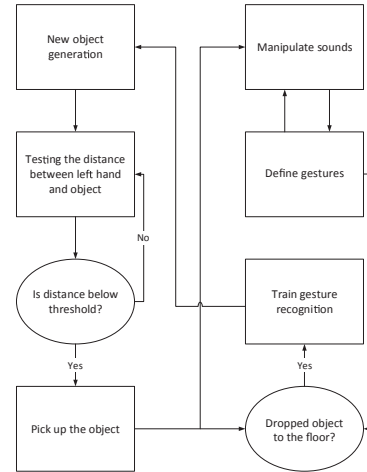 New object
generation
Manipulate sounds
Testing the distance
between left hand
and object
Define gestures
No
Is distance below
threshold?
Train gesture
recognition
Yes
Yes
Pick up the object
Dropped object
to the floor?